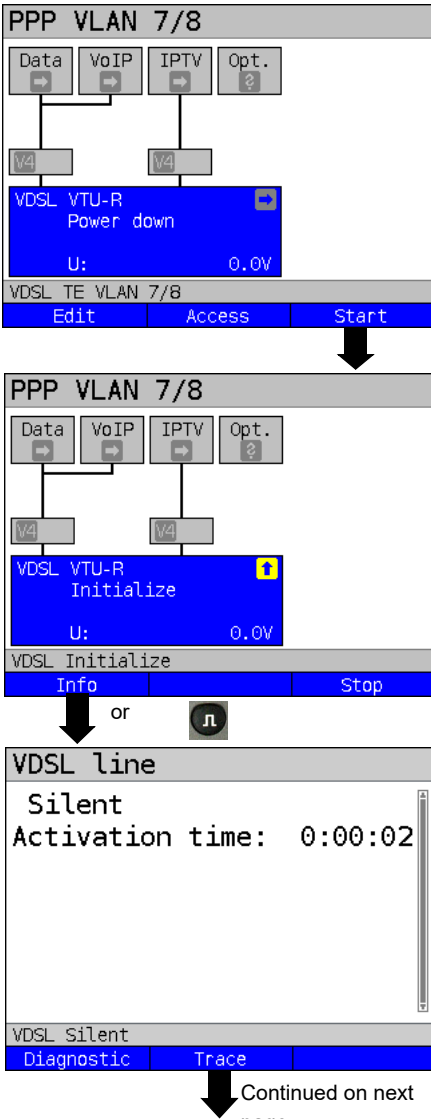 PPP VLAN 7/8
Data VoIP IPTV Opt.
?
V4 V4
VDSL VTU-R
Power down
U: 0.0V
VDSL TE VLAN 7/8
Edit Access Start
PPP VLAN 7/8
Data VoIP IPTV Opt.
?
V4 V4
VDSL VTU-R
Initialize
U: 0.0V
VDSL Initialize
Info Stop
or
VDSL line
Silent
Activation time: 0:00:02
VDSL Silent
Diagnostic Trace
Continued on next